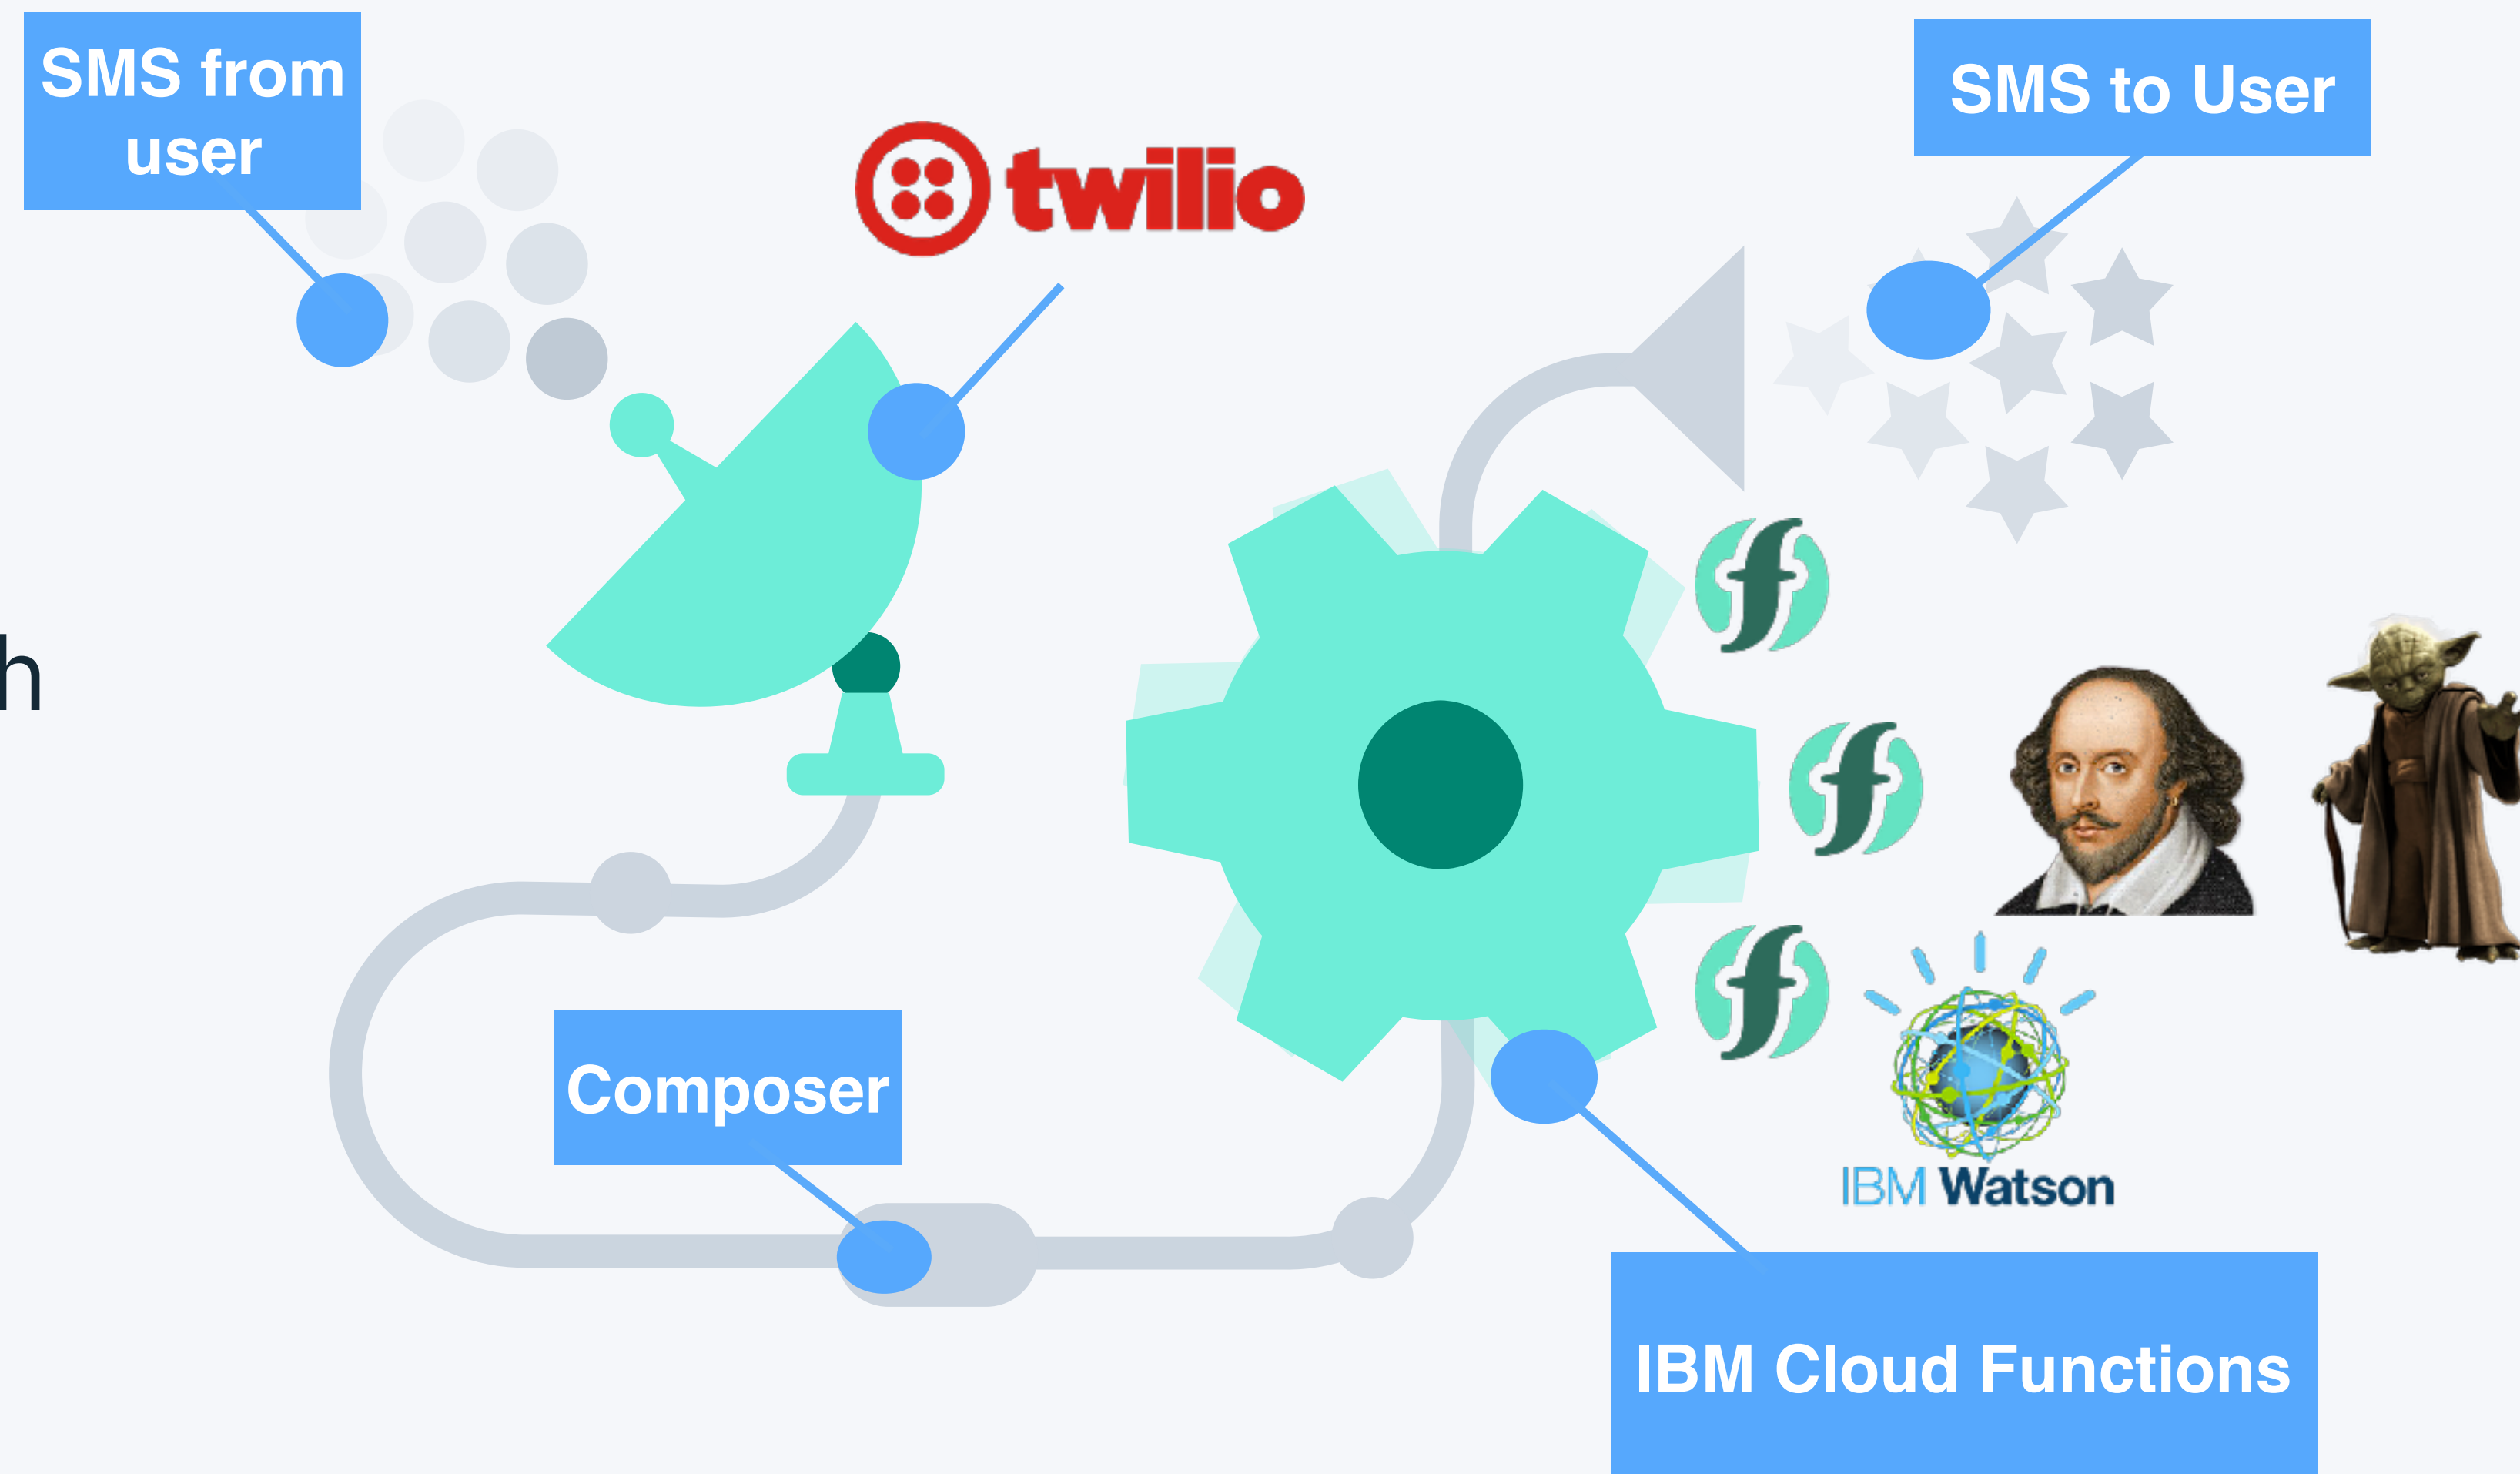 SMS from
user
twilio
SMS to User
h
Composer
IBM Watson
IBM Cloud Functions